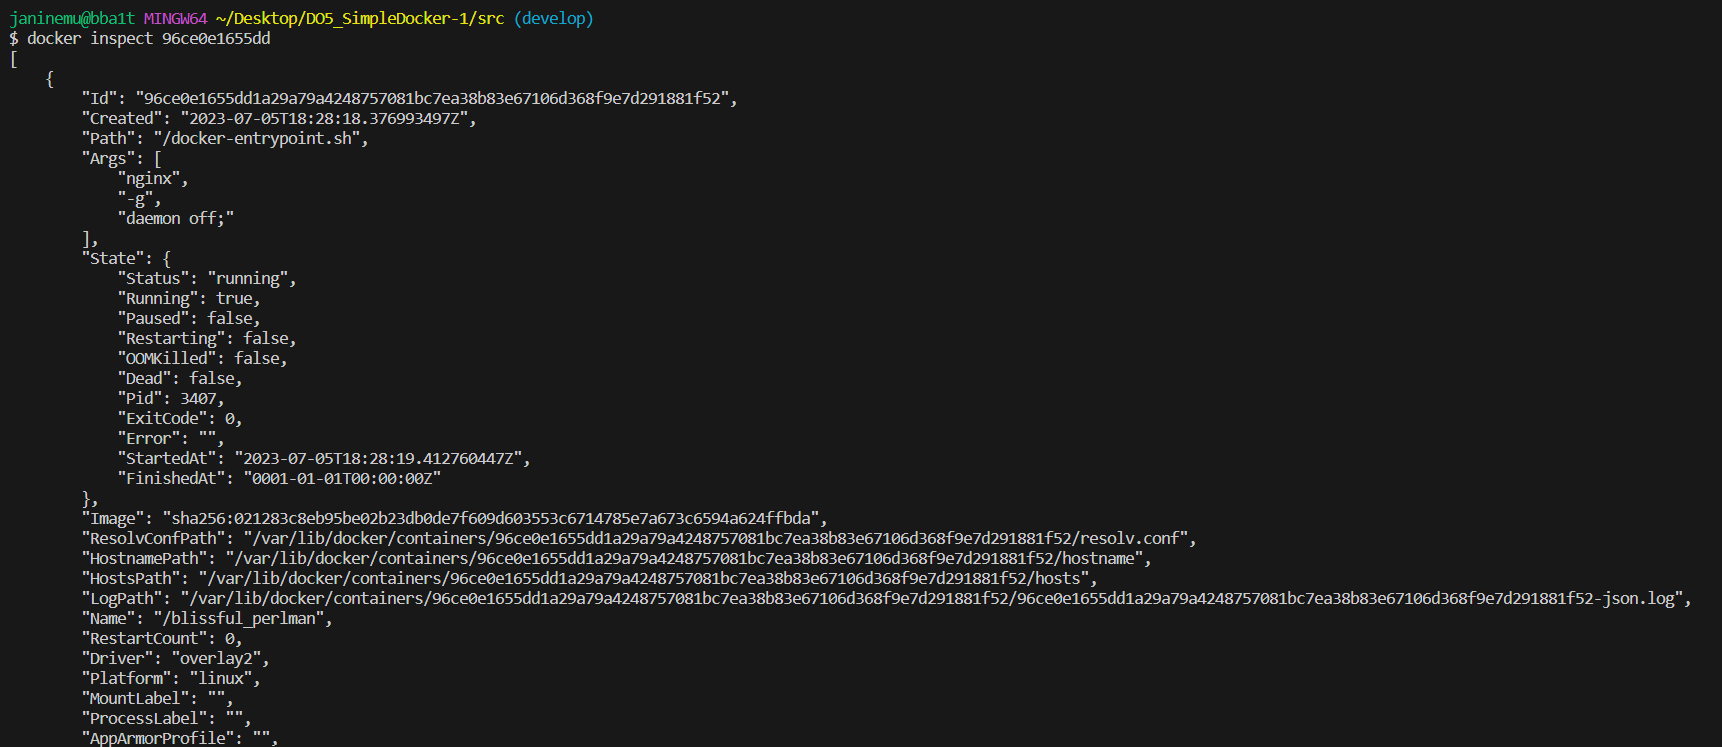 janinemu@bba1t MINGW64 ~/Desktop/DO5_SimpleDocker-1/src (develop)
$ docker inspect 96ce0e1655dd
[
    {
        "Id": "96ce0e1655dd1a29a79a4248757081bc7ea38b83e67106d368f9e7d291881f52",
        "Created": "2023-07-05T18:28:18.376993497Z",
        "Path": "/docker-entrypoint.sh",
        "Args": [
            "nginx",
            "-g",
            "daemon off;"
        ],
        "State": {
            "Status": "running",
            "Running": true,
            "Paused": false,
            "Restarting": false,
            "OOMKilled": false,
            "Dead": false,
            "Pid": 3407,
            "ExitCode": 0,
            "Error": "",
            "StartedAt": "2023-07-05T18:28:19.412760447Z",
            "FinishedAt": "0001-01-01T00:00:00Z"
        },
        "Image": "sha256:021283c8eb95be02b23db0de7f609d603553c6714785e7a673c6594a624ffbda",
        "ResolvConfPath": "/var/lib/docker/containers/96ce0e1655dd1a29a79a4248757081bc7ea38b83e67106d368f9e7d291881f52/resolv.conf",
        "HostnamePath": "/var/lib/docker/containers/96ce0e1655dd1a29a79a4248757081bc7ea38b83e67106d368f9e7d291881f52/hostname",
        "HostsPath": "/var/lib/docker/containers/96ce0e1655dd1a29a79a4248757081bc7ea38b83e67106d368f9e7d291881f52/hosts",
        "LogPath": "/var/lib/docker/containers/96ce0e1655dd1a29a79a4248757081bc7ea38b83e67106d368f9e7d291881f52/96ce0e1655dd1a29a79a4248757081bc7ea38b83e67106d368f9e7d291881f52-json.log",
        "Name": "/blissful_perlman",
        "RestartCount": 0,
        "Driver": "overlay2",
        "Platform": "linux",
        "MountLabel": "",
        "ProcessLabel": "",
        "AppArmorProfile": "",